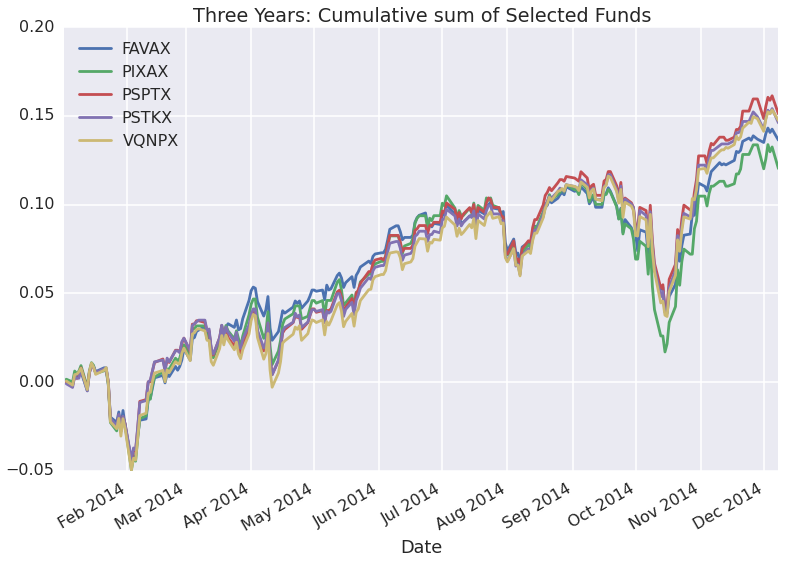 Three Years: Cumulative sum of Selected Funds
0.20
0.15
0.10
0.05
0.00
−0.05
FAVAX
PIXAX
PSPTX
PSTKX
VQNPX
Feb 2014
Mar 2014
Apr 2014
May 2014
Jun 2014
Jul 2014
Aug 2014
Sep 2014
Oct 2014
Nov 2014
Dec 2014
Date